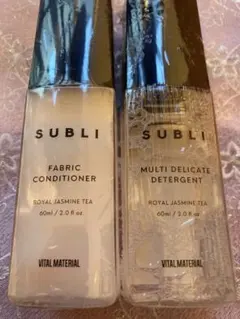 SUBLI
FABRIC
CONDITIONER
ROYAL JASMINE TEA
60ml / 2.0 fl oz
VITAL MATERIAL
SUBLI
MULTI DELICATE
DETERGENT
ROYAL JASMINE TEA
60ml / 2.0 fl oz
VITAL MATERIAL